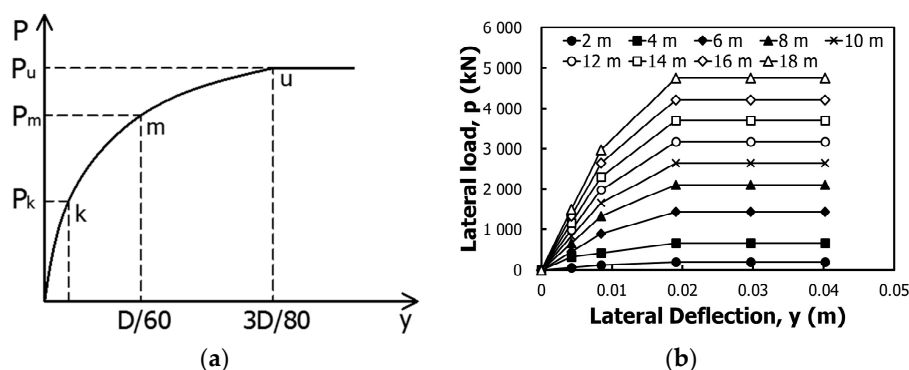 P
Pu
Pm
Pk
u
m
k
D/60
3D/80
y
(a)
6 000
5 000
4 000
3 000
2 000
1 000
0
Lateral load, p (kN)
2 m 4 m 6 m 8 m 10 m
12 m 14 m 16 m 18 m
0 0.01 0.02 0.03 0.04 0.05
Lateral Deflection, y (m)
(b)